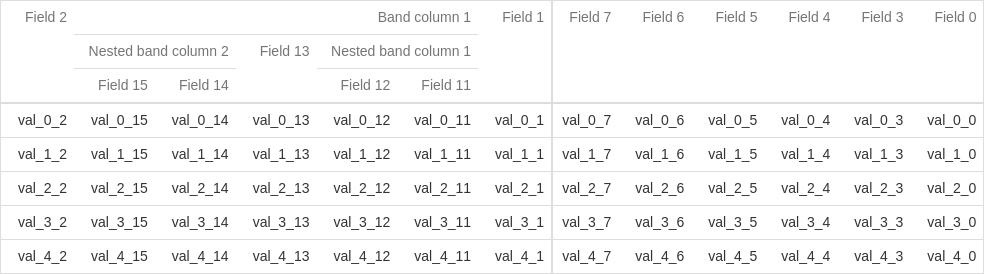 Field 2 Band column 1 Field 1 Field 7 Field 6 Field 5 Field 4 Field 3 Field 0
Nested band column 2 Field 13 Nested band column 1
Field 15 Field 14 Field 12 Field 11
val_0_2 val_0_15 val_0_14 val_0_13 val_0_12 val_0_11 val_0_1 val_0_7 val_0_6 val_0_5 val_0_4 val_0_3 val_0_0
val_1_2 val_1_15 val_1_14 val_1_13 val_1_12 val_1_11 val_1_1 val_1_7 val_1_6 val_1_5 val_1_4 val_1_3 val_1_0
val_2_2 val_2_15 val_2_14 val_2_13 val_2_12 val_2_11 val_2_1 val_2_7 val_2_6 val_2_5 val_2_4 val_2_3 val_2_0
val_3_2 val_3_15 val_3_14 val_3_13 val_3_12 val_3_11 val_3_1 val_3_7 val_3_6 val_3_5 val_3_4 val_3_3 val_3_0
val_4_2 val_4_15 val_4_14 val_4_13 val_4_12 val_4_11 val_4_1 val_4_7 val_4_6 val_4_5 val_4_4 val_4_3 val_4_0